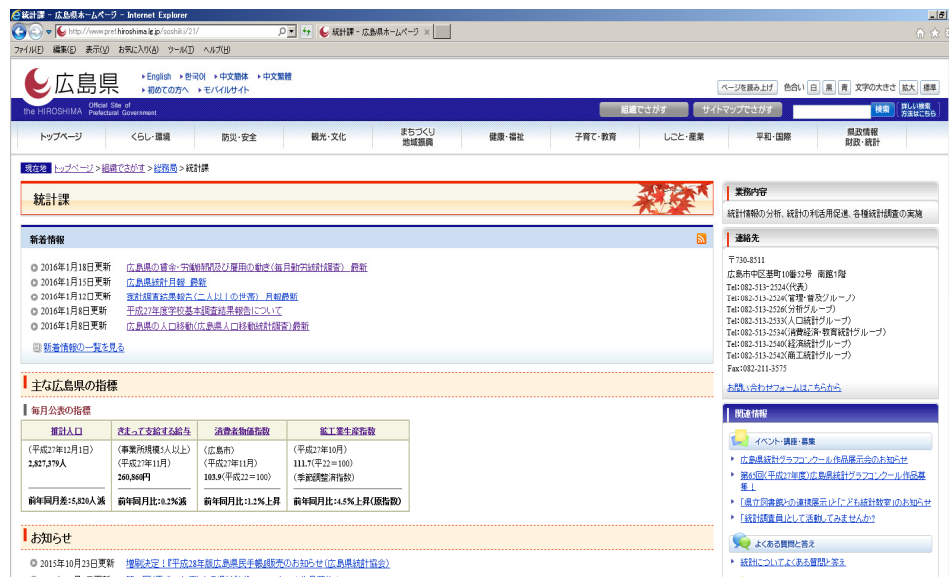 統計課 - 広島県ホームページ - Internet Explorer
http://www.pref.hiroshima.lg.jp/soshiki/21/
統計課 - 広島県ホームページ
ファイル(F) 編集(E) 表示(V) お気に入り(A) ツール(T) ヘルプ(H)
広島県
English 한국어 中文簡体 中文繁體
初めての方へ モバイルサイト
ページを読み上げ 色合い 白 黒 青 文字の大きさ 拡大 標準
the HIROSHIMA Official Site of Prefectural Government
組織でさがす サイトマップでさがす 検索 詳しい検索方法はこちら
トップページ くらし・環境 防災・安全 観光・文化 まちづくり地域振興 健康・福祉 子育て・教育 しごと・産業 平和・国際 県政情報財政・統計
現在地 トップページ > 組織でさがす > 総務局 > 統計課
統計課
新着情報
2016年1月18日更新 広島県の賃金・労働時間及び雇用の動き(毎月勤労統計調査) 最新
2016年1月15日更新 広島県統計月報 最新
2016年1月12日更新 家計調査結果報告(二人以上の世帯) 月報最新
2016年1月8日更新 平成27年度学校基本調査結果報告について
2016年1月8日更新 広島県の人口移動(広島県人口移動統計調査)最新
新着情報の一覧を見る
主な広島県の指標
毎月公表の指標
推計人口 きまって支給する給与 消費者物価指数 鉱工業生産指数
(平成27年12月1日) (事業所規模5人以上) (広島市) (平成27年10月)
2,827,379人 (平成27年11月) (平成27年11月) 111.7(平22=100)
260,860円 103.9(平成22=100) (季節調整済指数)
前年同月差:5,820人減 前年同月比:0.2%減 前年同月比:1.2%上昇 前年同月比:4.5%上昇(原指数)
お知らせ
2015年10月23日更新 増刷決定!『平成28年版広島県民手帳』販売のお知らせ(広島県統計協会)
業務内容
統計情報の分析、統計の利活用促進、各種統計調査の実施
連絡先
〒730-8511
広島市中区基町10番52号 南館1階
Tel:082-513-2524(代表)
Tel:082-513-2524(管理・普及グループ)
Tel:082-513-2526(分析グループ)
Tel:082-513-2533(人口統計グループ)
Tel:082-513-2534(消費経済・教育統計グループ)
Tel:082-513-2540(経済統計グループ)
Tel:082-513-2542(商工統計グループ)
Fax:082-211-3575
お問い合わせフォームはこちらから
関連情報
イベント・講座・募集
広島県統計グラフコンクール作品展示会のお知らせ
第65回(平成27年度)広島県統計グラフコンクール作品募集!
「県立図書館との連携展示」と「こども統計教室」のお知らせ
「統計調査員」として活動してみませんか?
よくある質問と答え
統計についてよくある質問と答え